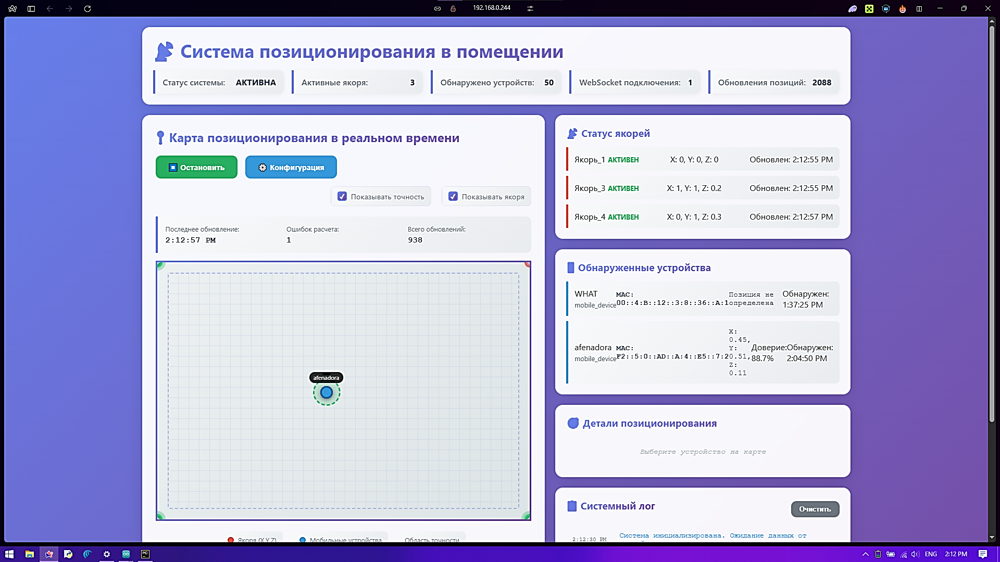 192.168.0.244
Система позиционирования в помещении
Статус системы: АКТИВНА
Активные якоря: 3
Обнаружено устройств: 50
WebSocket подключения: 1
Обновления позиций: 2088
Карта позиционирования в реальном времени
Остановить
Конфигурация
Показывать точность
Показывать якоря
Последнее обновление:
2:12:57 PM
Ошибок расчета:
1
Всего обновлений:
938
afenadora
Якоря (X,Y,Z)
Мобильные устройства
Область точности
Статус якорей
Якорь_1 АКТИВЕН X: 0, Y: 0, Z: 0 Обновлен: 2:12:55 PM
Якорь_3 АКТИВЕН X: 1, Y: 1, Z: 0.2 Обновлен: 2:12:55 PM
Якорь_4 АКТИВЕН X: 0, Y: 1, Z: 0.3 Обновлен: 2:12:57 PM
Обнаруженные устройства
WHAT
mobile_device
MAC:
00::4:B::12::3:8::36::A:1
Позиция не
определена
Обнаружен:
1:37:25 PM
afenadora
mobile_device
MAC:
F2::5:0::AD::A:4::E5::7:2
X:
0.45,
Y:
0.51,
Z:
0.11
Доверие:
88.7%
Обнаружен:
2:04:50 PM
Детали позиционирования
Выберите устройство на карте
Системный лог
Очистить
2:12:30 PM
Система инициализирована. Ожидание данных от
PC
ENG
2:12 PM